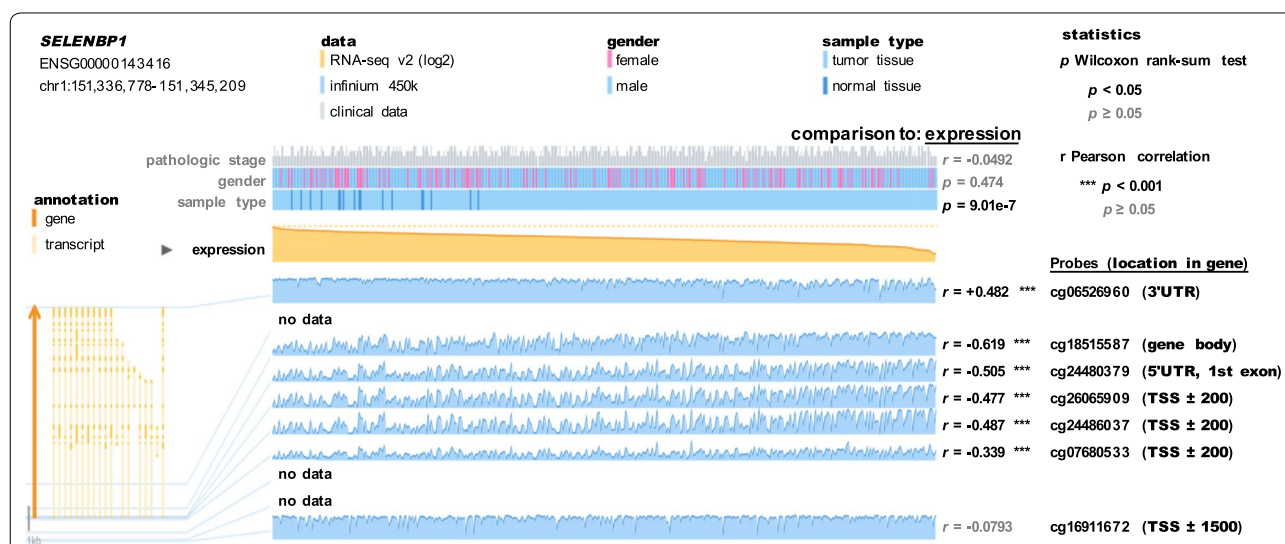 SELENBP1
ENSG00000143416
chr1:151,336,778-151,345,209
data
RNA-seq v2 (log2)
infinium 450k
clinical data
gender
female
male
sample type
tumor tissue
normal tissue
statistics
p Wilcoxon rank-sum test
p < 0.05
p ≥ 0.05
r Pearson correlation
*** p < 0.001
p ≥ 0.05
comparison to: expression
pathologic stage
r = -0.0492
gender
p = 0.474
sample type
p = 9.01e-7
annotation
gene
transcript
expression
Probes (location in gene)
r = +0.482 *** cg06526960 (3'UTR)
no data
r = -0.619 *** cg18515587 (gene body)
r = -0.505 *** cg24480379 (5'UTR, 1st exon)
r = -0.477 *** cg26065909 (TSS ± 200)
r = -0.487 *** cg24486037 (TSS ± 200)
r = -0.339 *** cg07680533 (TSS ± 200)
no data
no data
r = -0.0793 cg16911672 (TSS ± 1500)
1kb